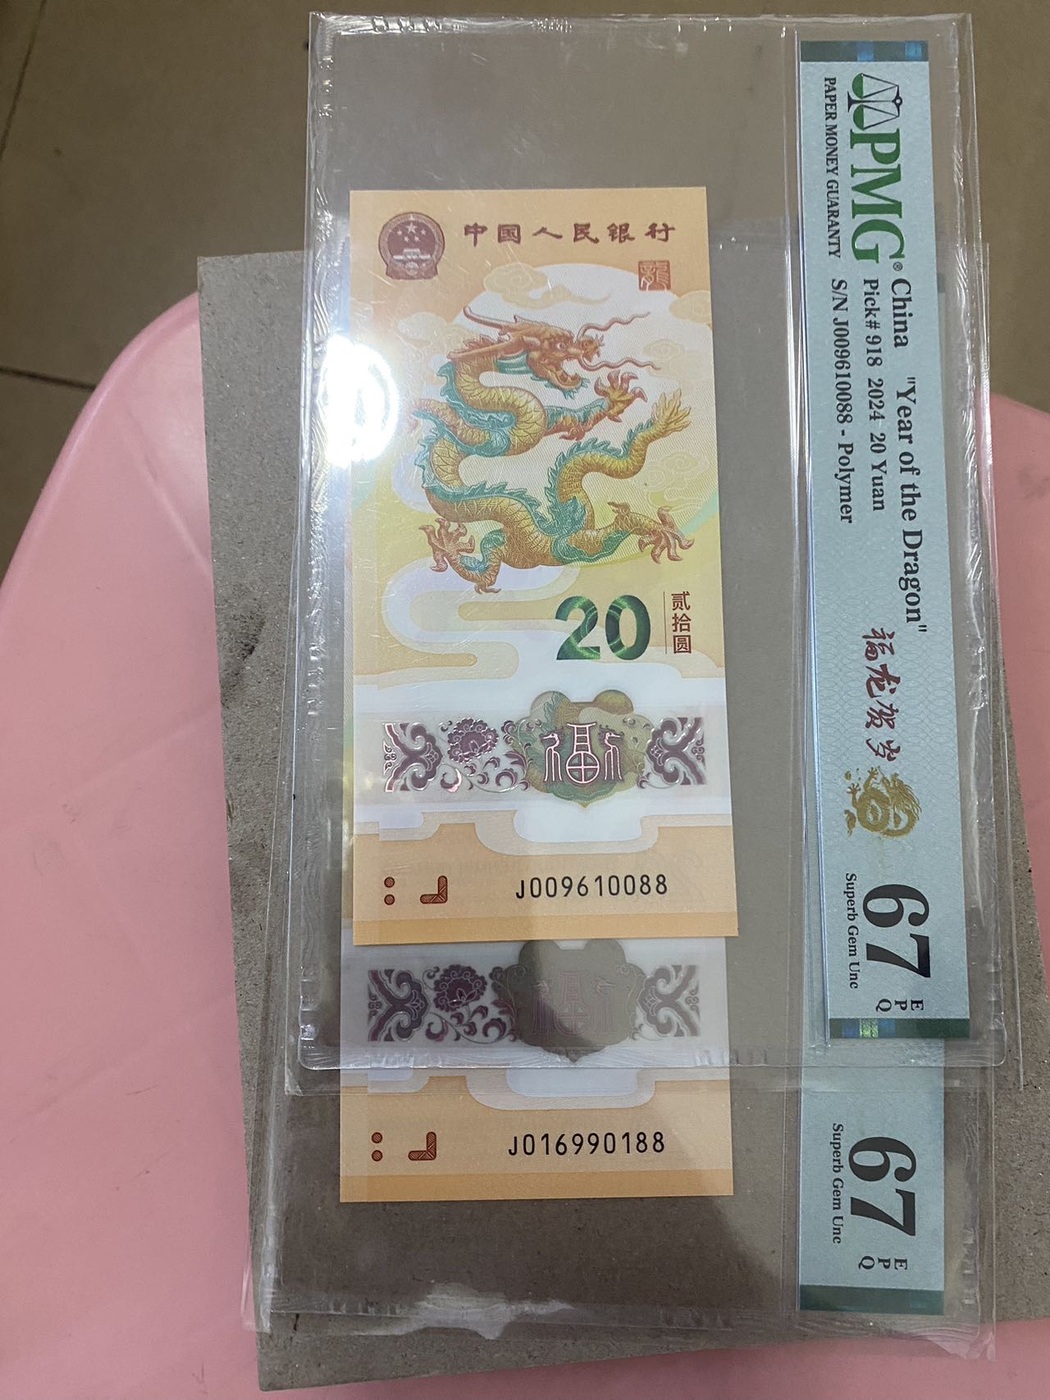 中国人民银行
龍
20
贰拾圆
福
J009610088
J016990188
PMG®
PAPER MONEY GUARANTY
China "Year of the Dragon"
Pick# 918 2024 20 Yuan
S/N J009610088 - Polymer
福龙贺岁
67 EPQ
Superb Gem Unc
67 EPQ
Superb Gem Unc